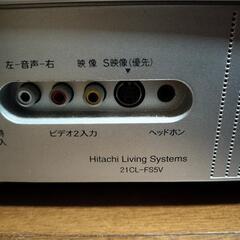 左-音声-右 映像 S映像(優先)
ビデオ2入力 ヘッドホン
Hitachi Living Systems
21CL-FS5V